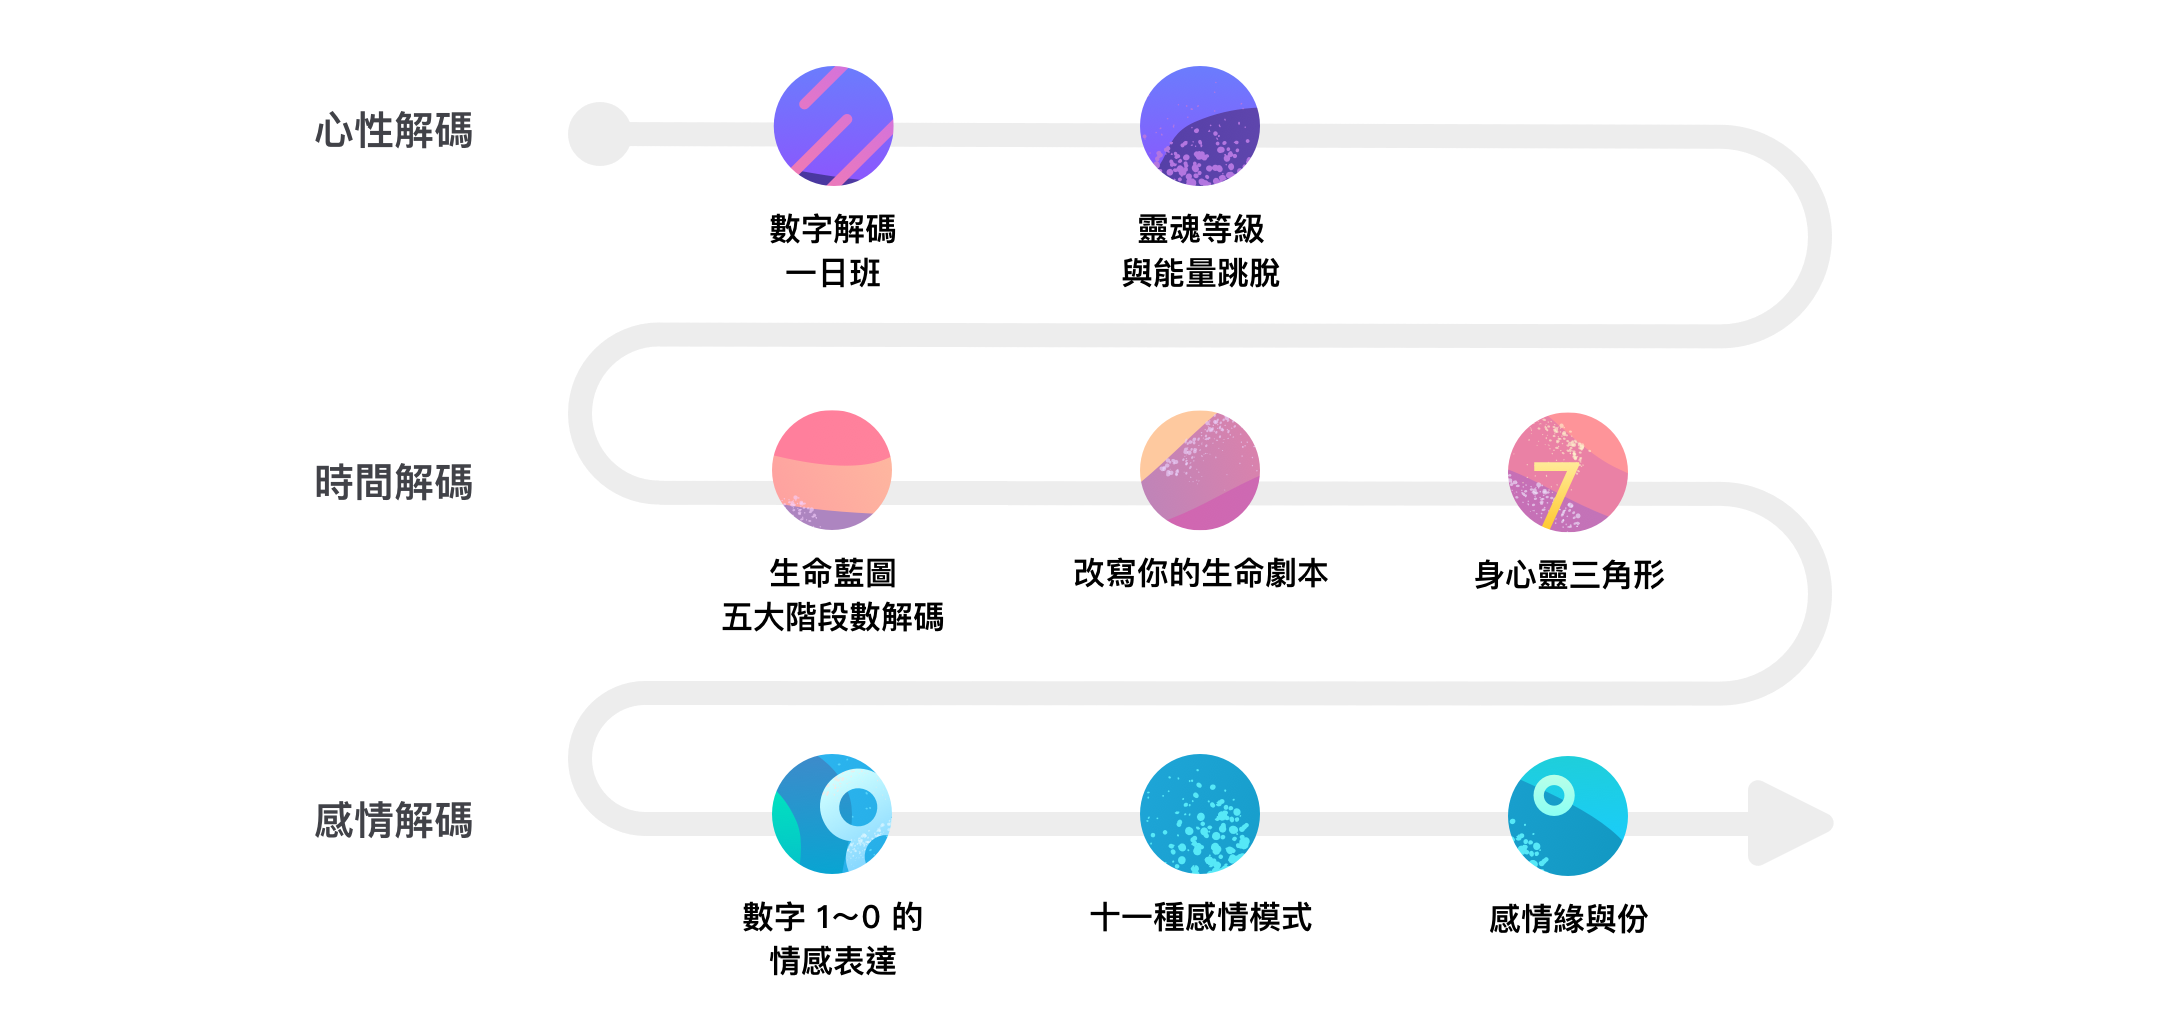 心性解碼
數字解碼
一日班
靈魂等級
與能量跳脫
時間解碼
生命藍圖
五大階段數解碼
改寫你的生命劇本
7
身心靈三角形
感情解碼
數字 1～0 的
情感表達
十一種感情模式
感情緣與份